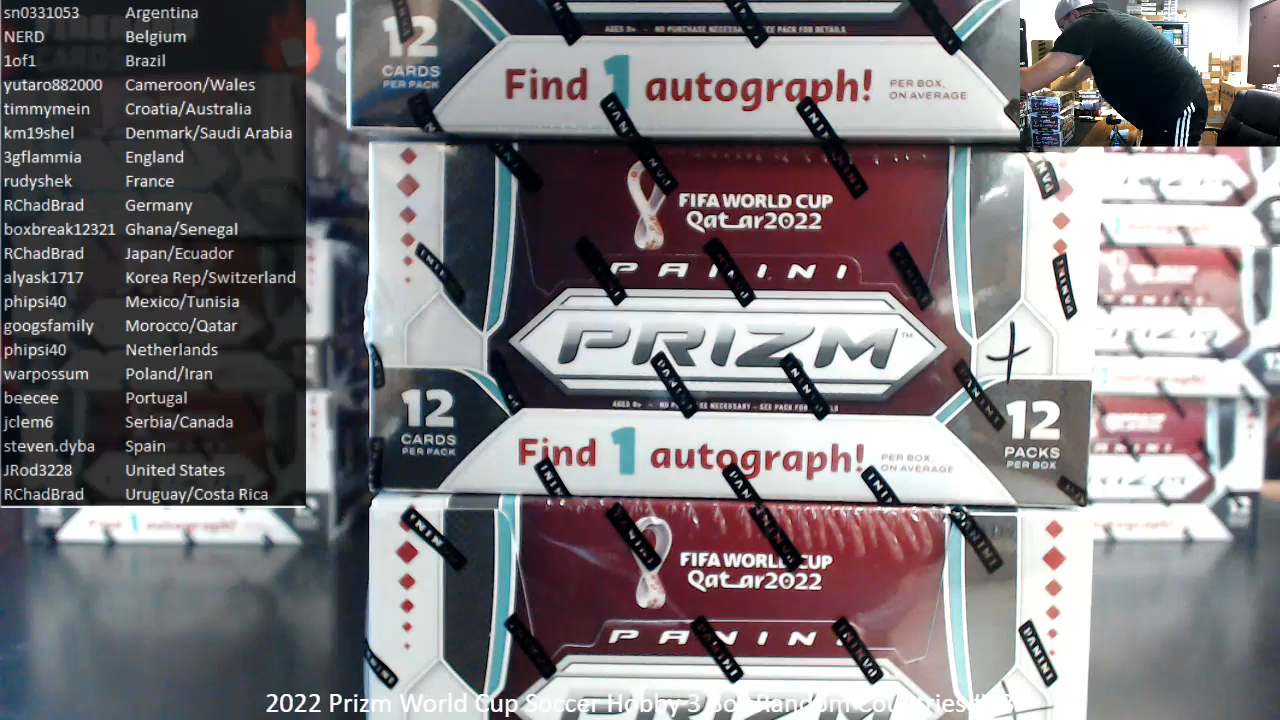 sn0331053 Argentina
NERD Belgium
1of1 Brazil
yutaro882000 Cameroon/Wales
timmymein Croatia/Australia
km19shel Denmark/Saudi Arabia
3gflammia England
rudyshek France
RChadBrad Germany
boxbreak12321 Ghana/Senegal
RChadBrad Japan/Ecuador
alyask1717 Korea Rep/Switzerland
phipsi40 Mexico/Tunisia
googsfamily Morocco/Qatar
phipsi40 Netherlands
warpossum Poland/Iran
beecee Portugal
jclem6 Serbia/Canada
steven.dyba Spain
JRod3228 United States
RChadBrad Uruguay/Costa Rica
12
CARDS
PER PACK
Find 1 autograph! PER BOX,
ON AVERAGE
FIFA WORLD CUP
Qatar2022
PANINI
PRIZM™
12
CARDS
PER PACK
Find 1 autograph! PER BOX,
ON AVERAGE
12
PACKS
PER BOX
FIFA WORLD CUP
Qatar2022
PANINI
2022 Prizm World Cup Soccer Hobby 3 Box Random Countries